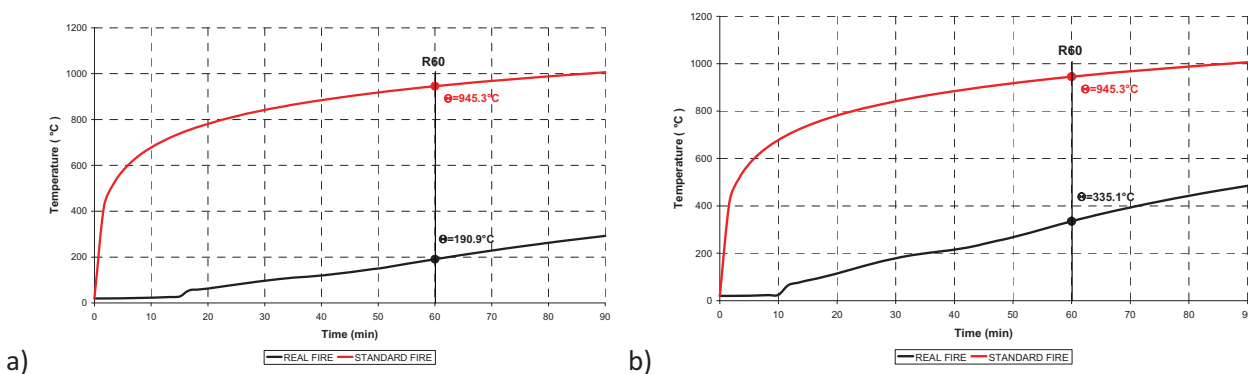 1200
1000
800
600
400
200
0
Temperature ( °C)
R60
Θ=945.3°C
Θ=190.9°C
0 10 20 30 40 50 60 70 80 90
Time (min)
REAL FIRE STANDARD FIRE
a)
1200
1000
800
600
400
200
0
Temperature ( °C)
R60
Θ=945.3°C
Θ=335.1°C
0 10 20 30 40 50 60 70 80 90
Time (min)
REAL FIRE STANDARD FIRE
b)